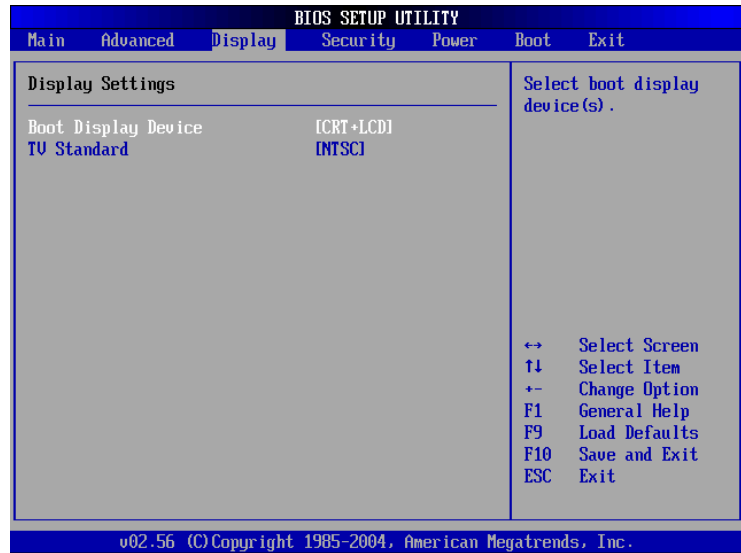 BIOS SETUP UTILITY
Main Advanced Display Security Power Boot Exit
Display Settings
Boot Display Device [CRT+LCD]
TV Standard [NTSC]
Select boot display
device(s).
↔ Select Screen
↑↓ Select Item
+- Change Option
F1 General Help
F9 Load Defaults
F10 Save and Exit
ESC Exit
v02.56 (C)Copyright 1985-2004, American Megatrends, Inc.